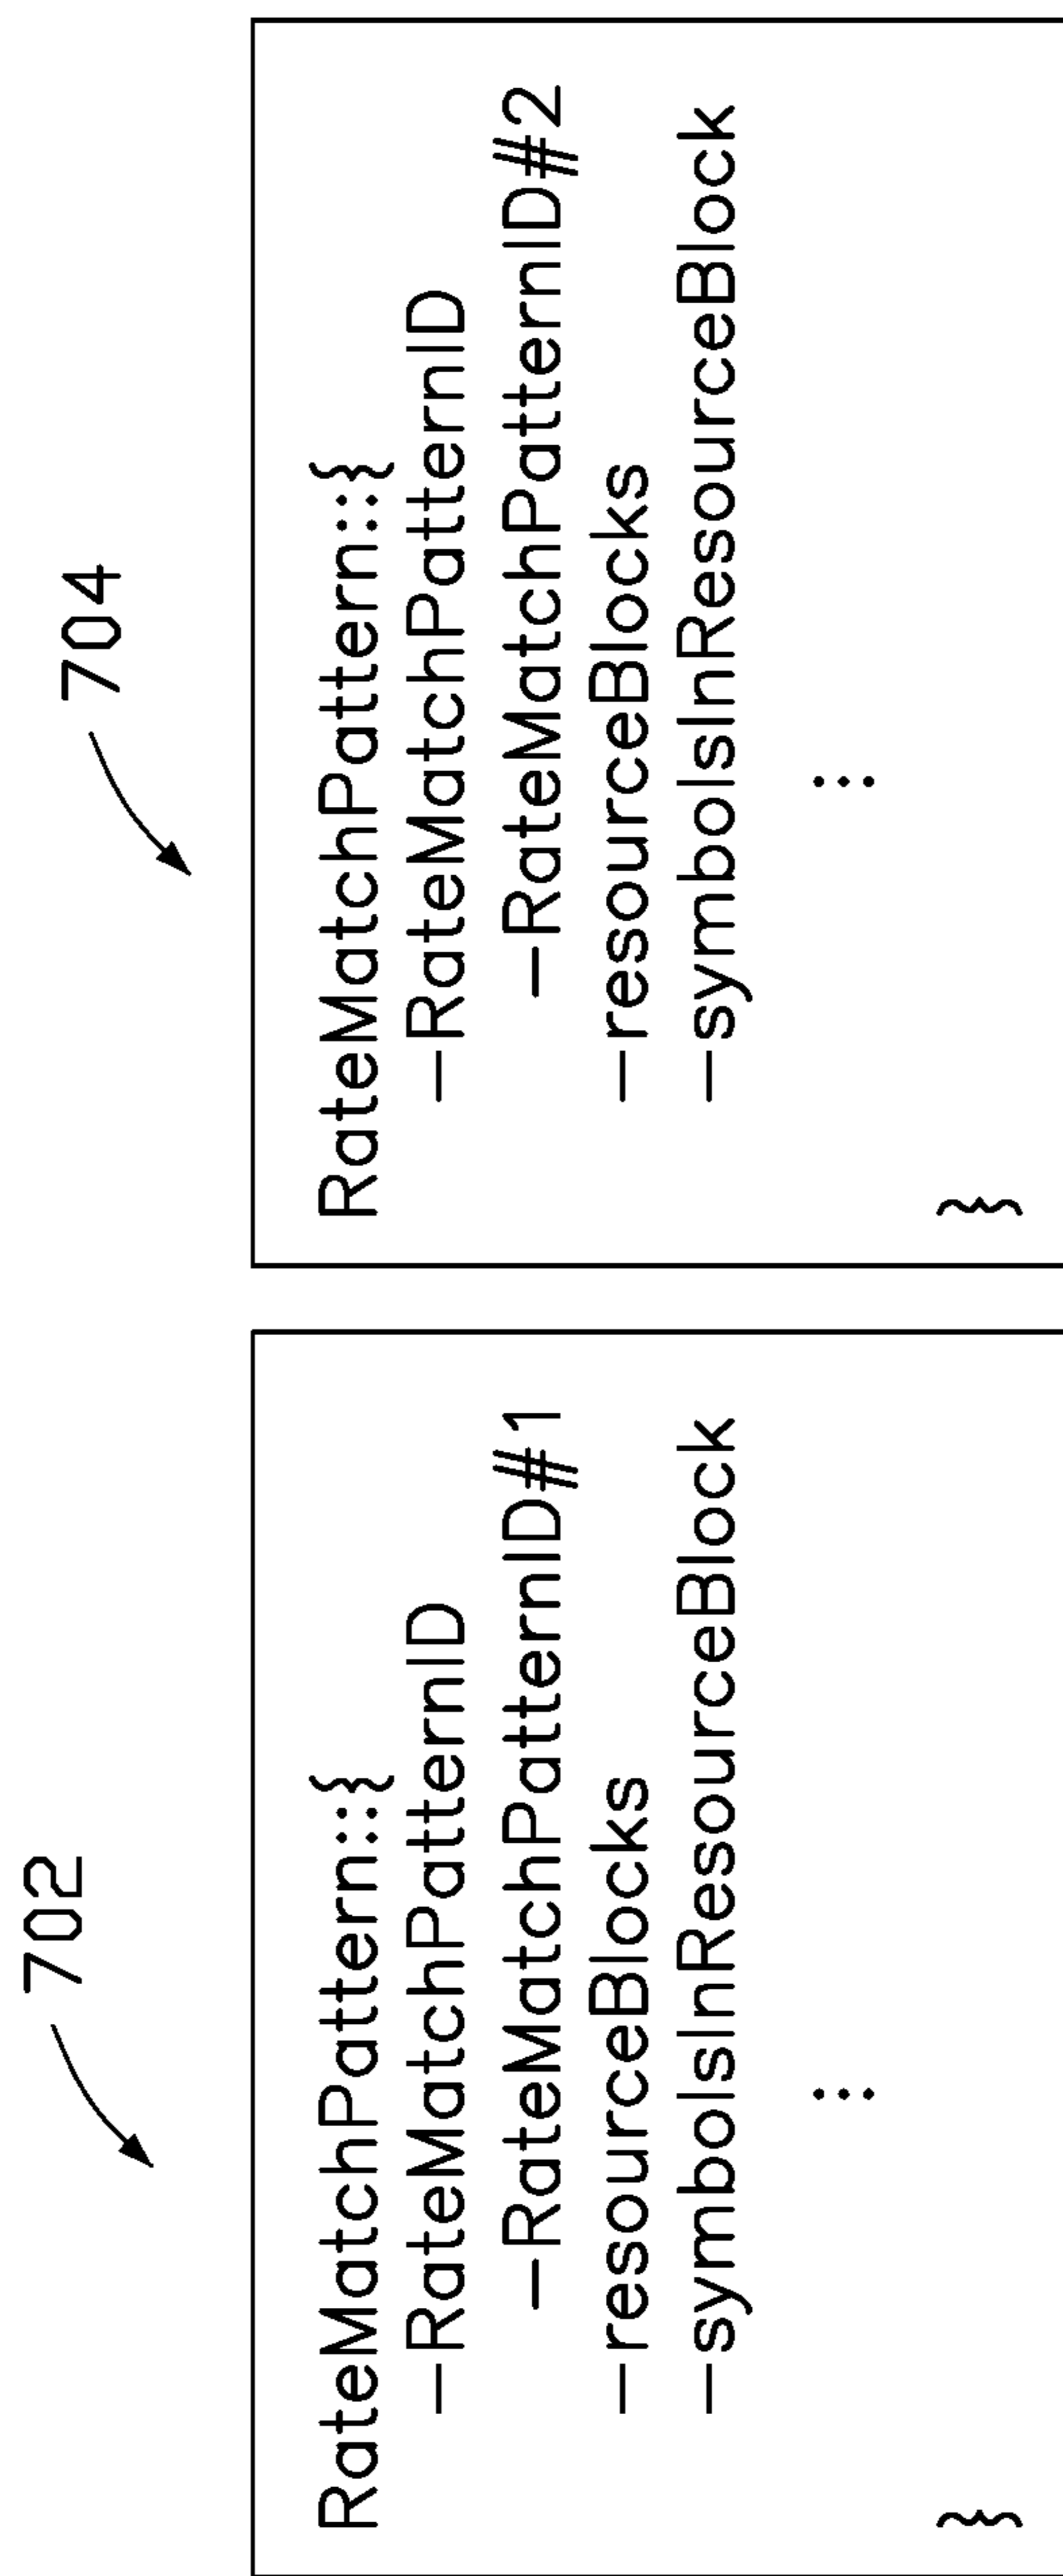 702
RateMatchPattern::{
–RateMatchPatternID
–RateMatchPatternID#1
–resourceBlocks
–symbolsInResourceBlock
⋮
}
704
RateMatchPattern::{
–RateMatchPatternID
–RateMatchPatternID#2
–resourceBlocks
–symbolsInResourceBlock
⋮
}